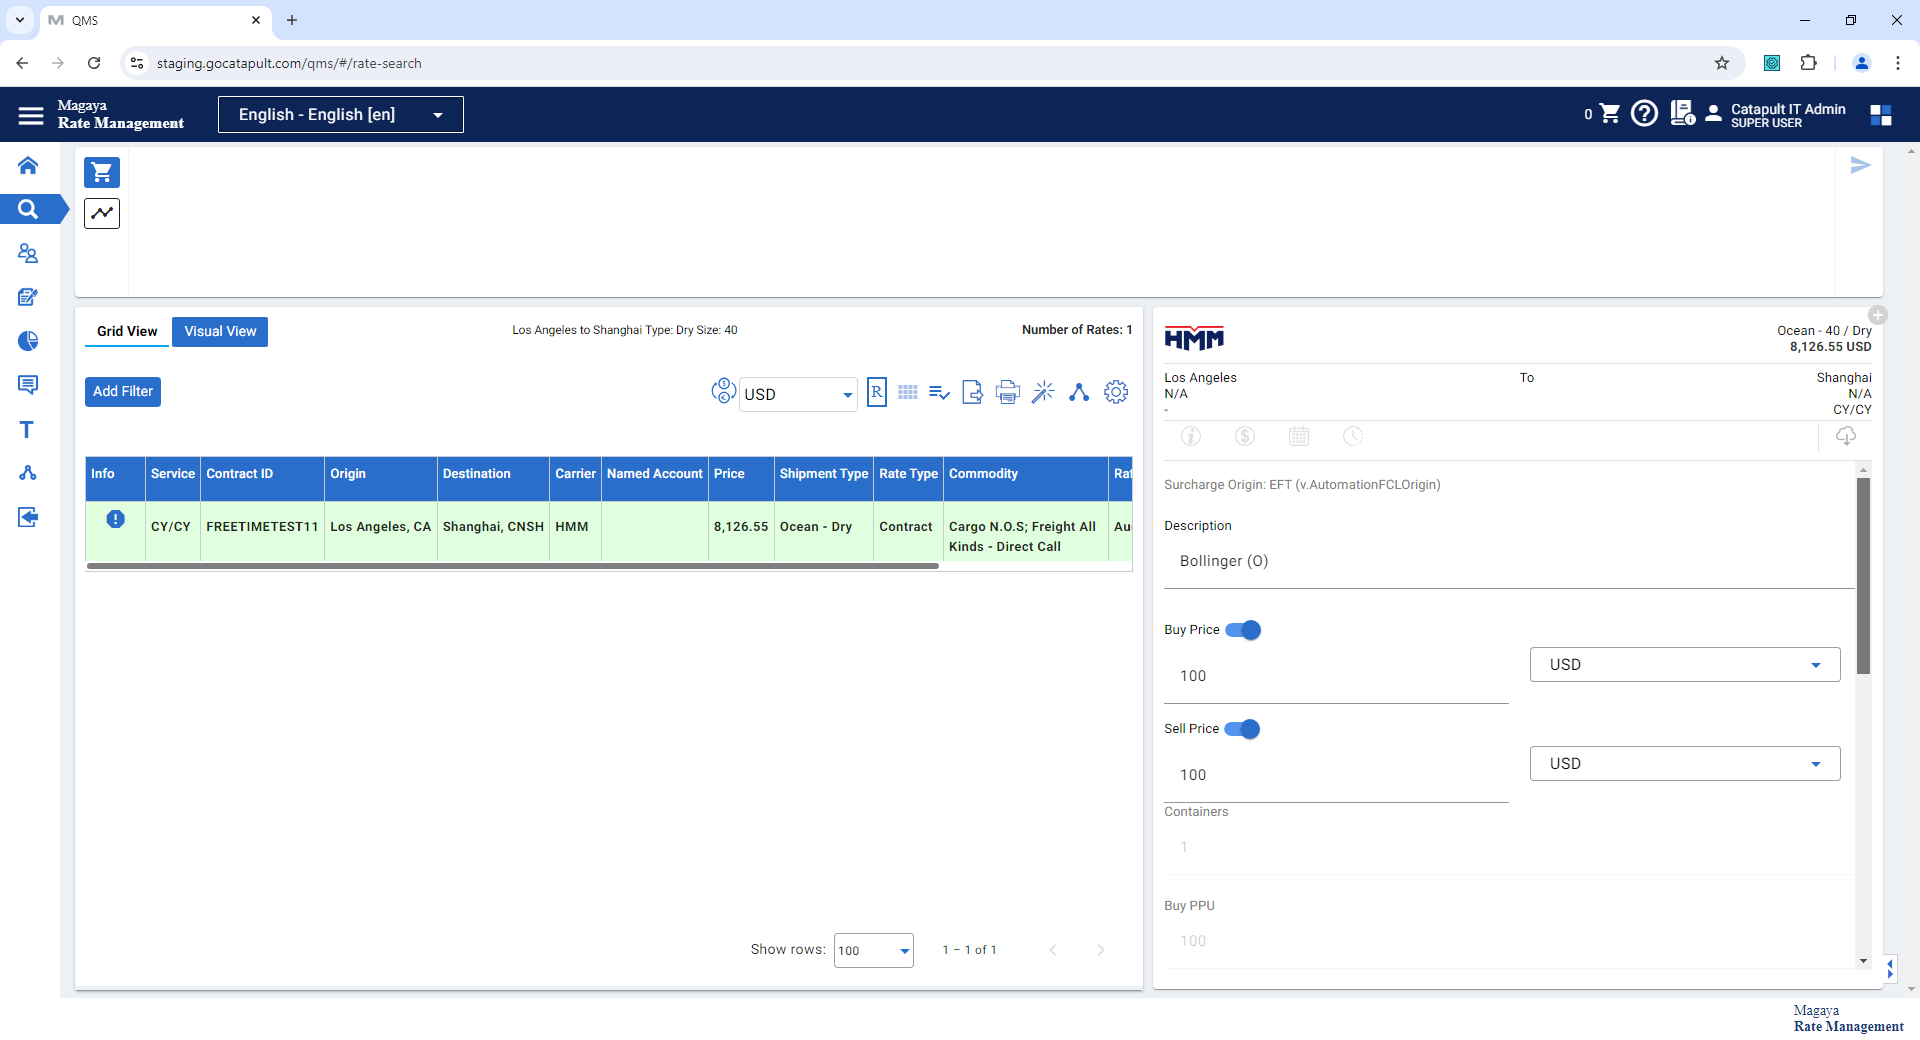 QMS
staging.gocatapult.com/qms/#/rate-search
Magaya
Rate Management
English - English [en]
0
Catapult IT Admin
SUPER USER
Grid View
Visual View
Los Angeles to Shanghai Type: Dry Size: 40
Number of Rates: 1
Add Filter
USD
R
Info
Service
Contract ID
Origin
Destination
Carrier
Named Account
Price
Shipment Type
Rate Type
Commodity
Rat
CY/CY
FREETIMETEST11
Los Angeles, CA
Shanghai, CNSH
HMM
8,126.55
Ocean - Dry
Contract
Cargo N.O.S; Freight All
Kinds - Direct Call
Au
Show rows:
100
1 – 1 of 1
HMM
Ocean - 40 / Dry
8,126.55 USD
Los Angeles
To
Shanghai
N/A
N/A
-
CY/CY
Surcharge Origin: EFT (v.AutomationFCLOrigin)
Description
Bollinger (O)
Buy Price
100
USD
Sell Price
100
USD
Containers
1
Buy PPU
100
Magaya
Rate Management